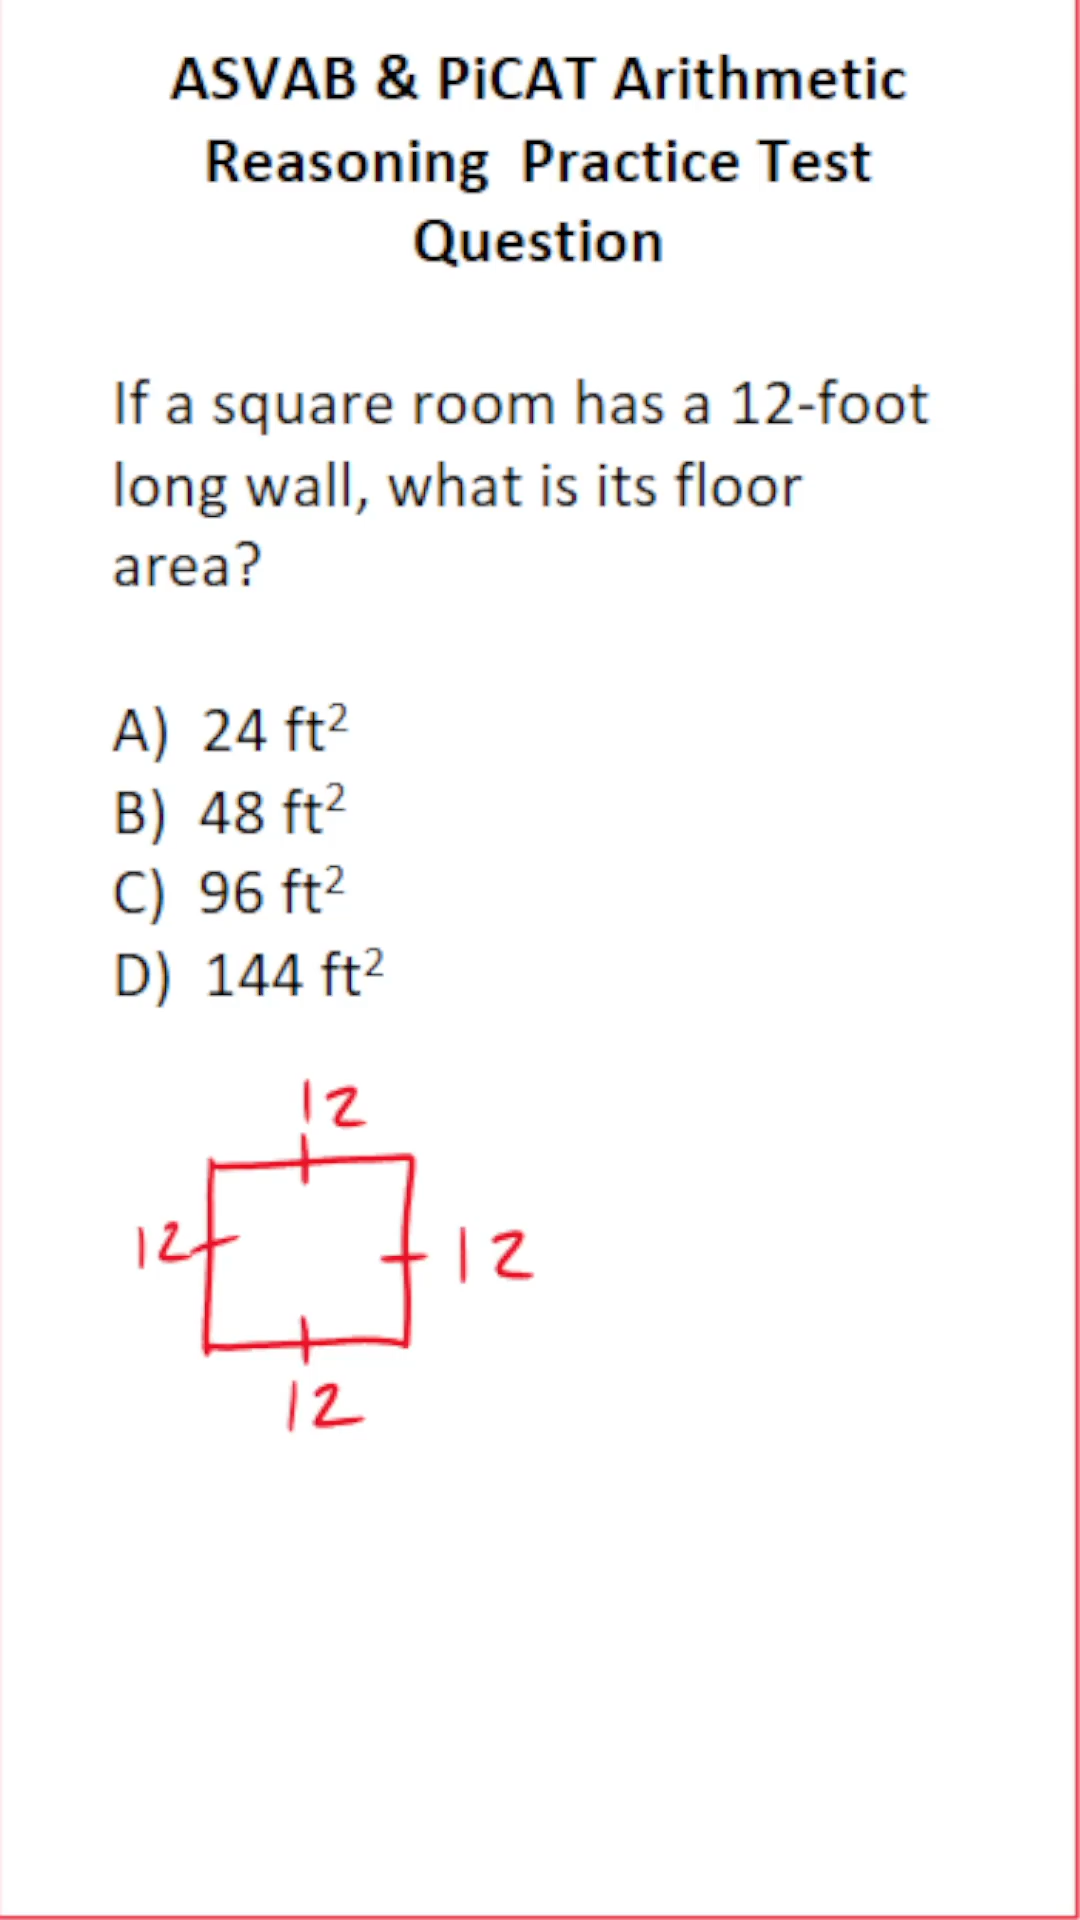 ASVAB & PiCAT Arithmetic
Reasoning Practice Test
Question
If a square room has a 12-foot
long wall, what is its floor
area?
A) 24 ft²
B) 48 ft²
C) 96 ft²
D) 144 ft²
12
12
12
12